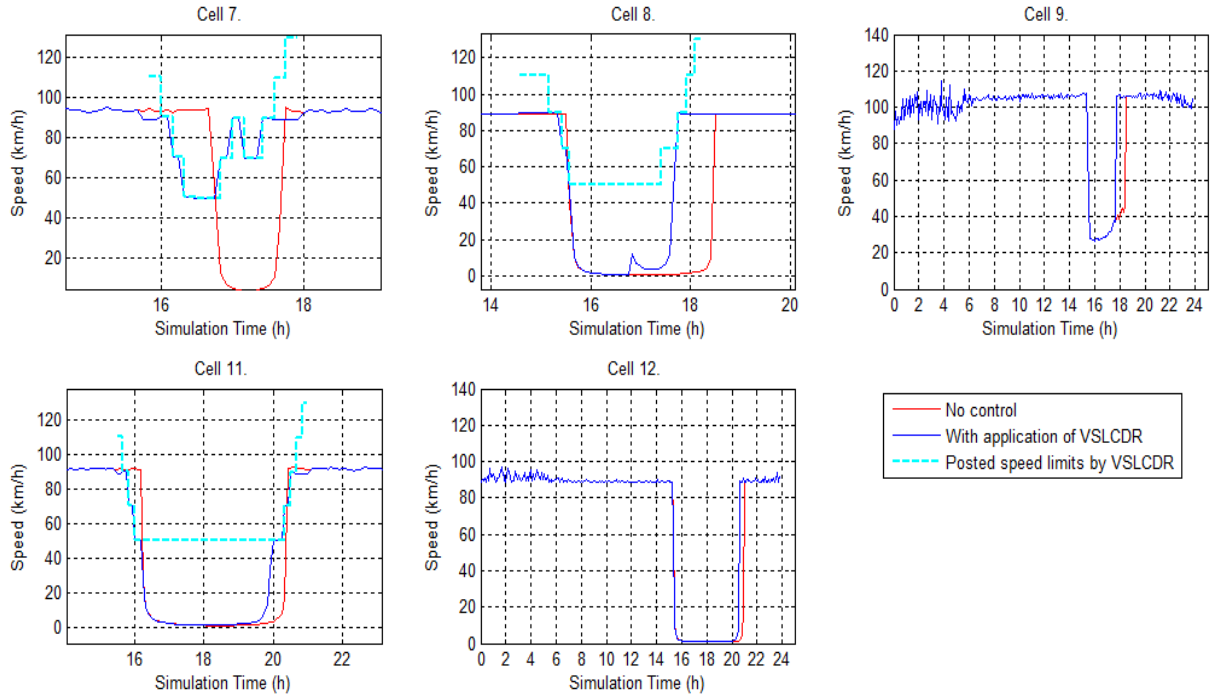 Cell 7.
120
100
80
60
40
20
16
18
Speed (km/h)
Simulation Time (h)
Cell 8.
120
100
80
60
40
20
0
14
16
18
20
Speed (km/h)
Simulation Time (h)
Cell 9.
140
120
100
80
60
40
20
0
0 2 4 6 8 10 12 14 16 18 20 22 24
Speed (km/h)
Simulation Time (h)
Cell 11.
120
100
80
60
40
20
0
16
18
20
22
Speed (km/h)
Simulation Time (h)
Cell 12.
140
120
100
80
60
40
20
0
0 2 4 6 8 10 12 14 16 18 20 22 24
Speed (km/h)
Simulation Time (h)
No control
With application of VSLCDR
Posted speed limits by VSLCDR